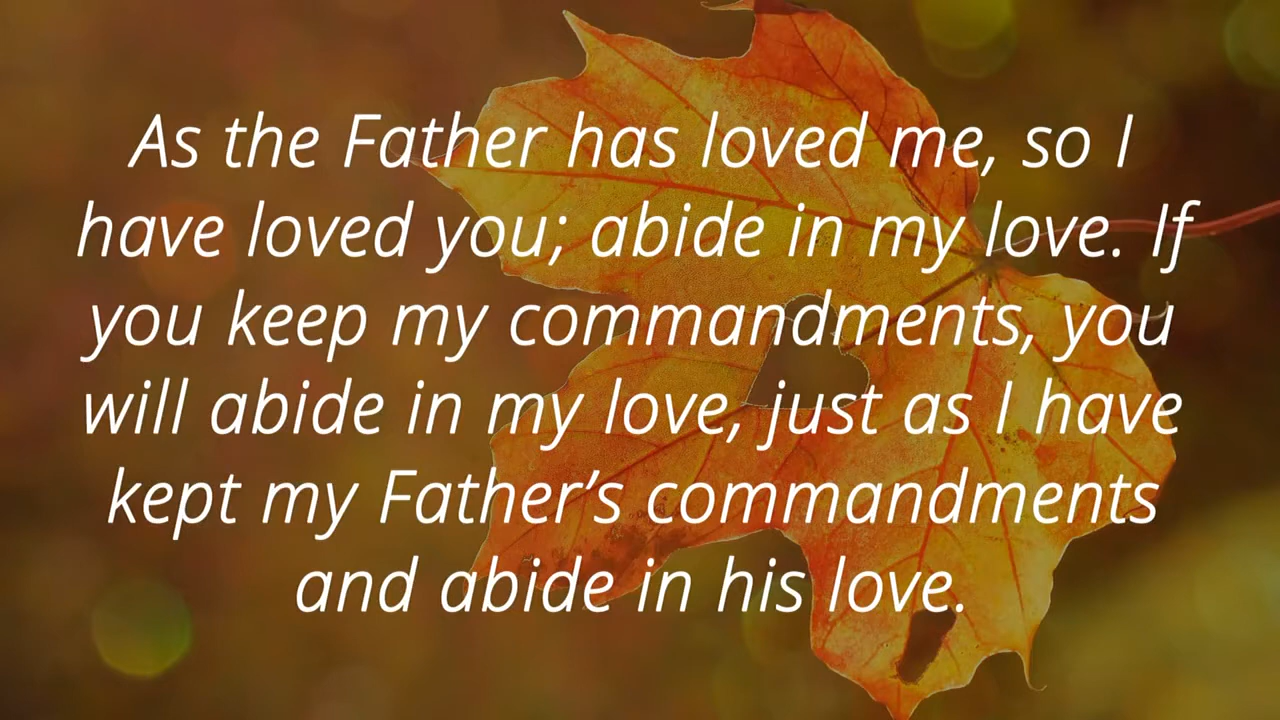 As the Father has loved me, so I
have loved you; abide in my love. If
you keep my commandments, you
will abide in my love, just as I have
kept my Father’s commandments
and abide in his love.